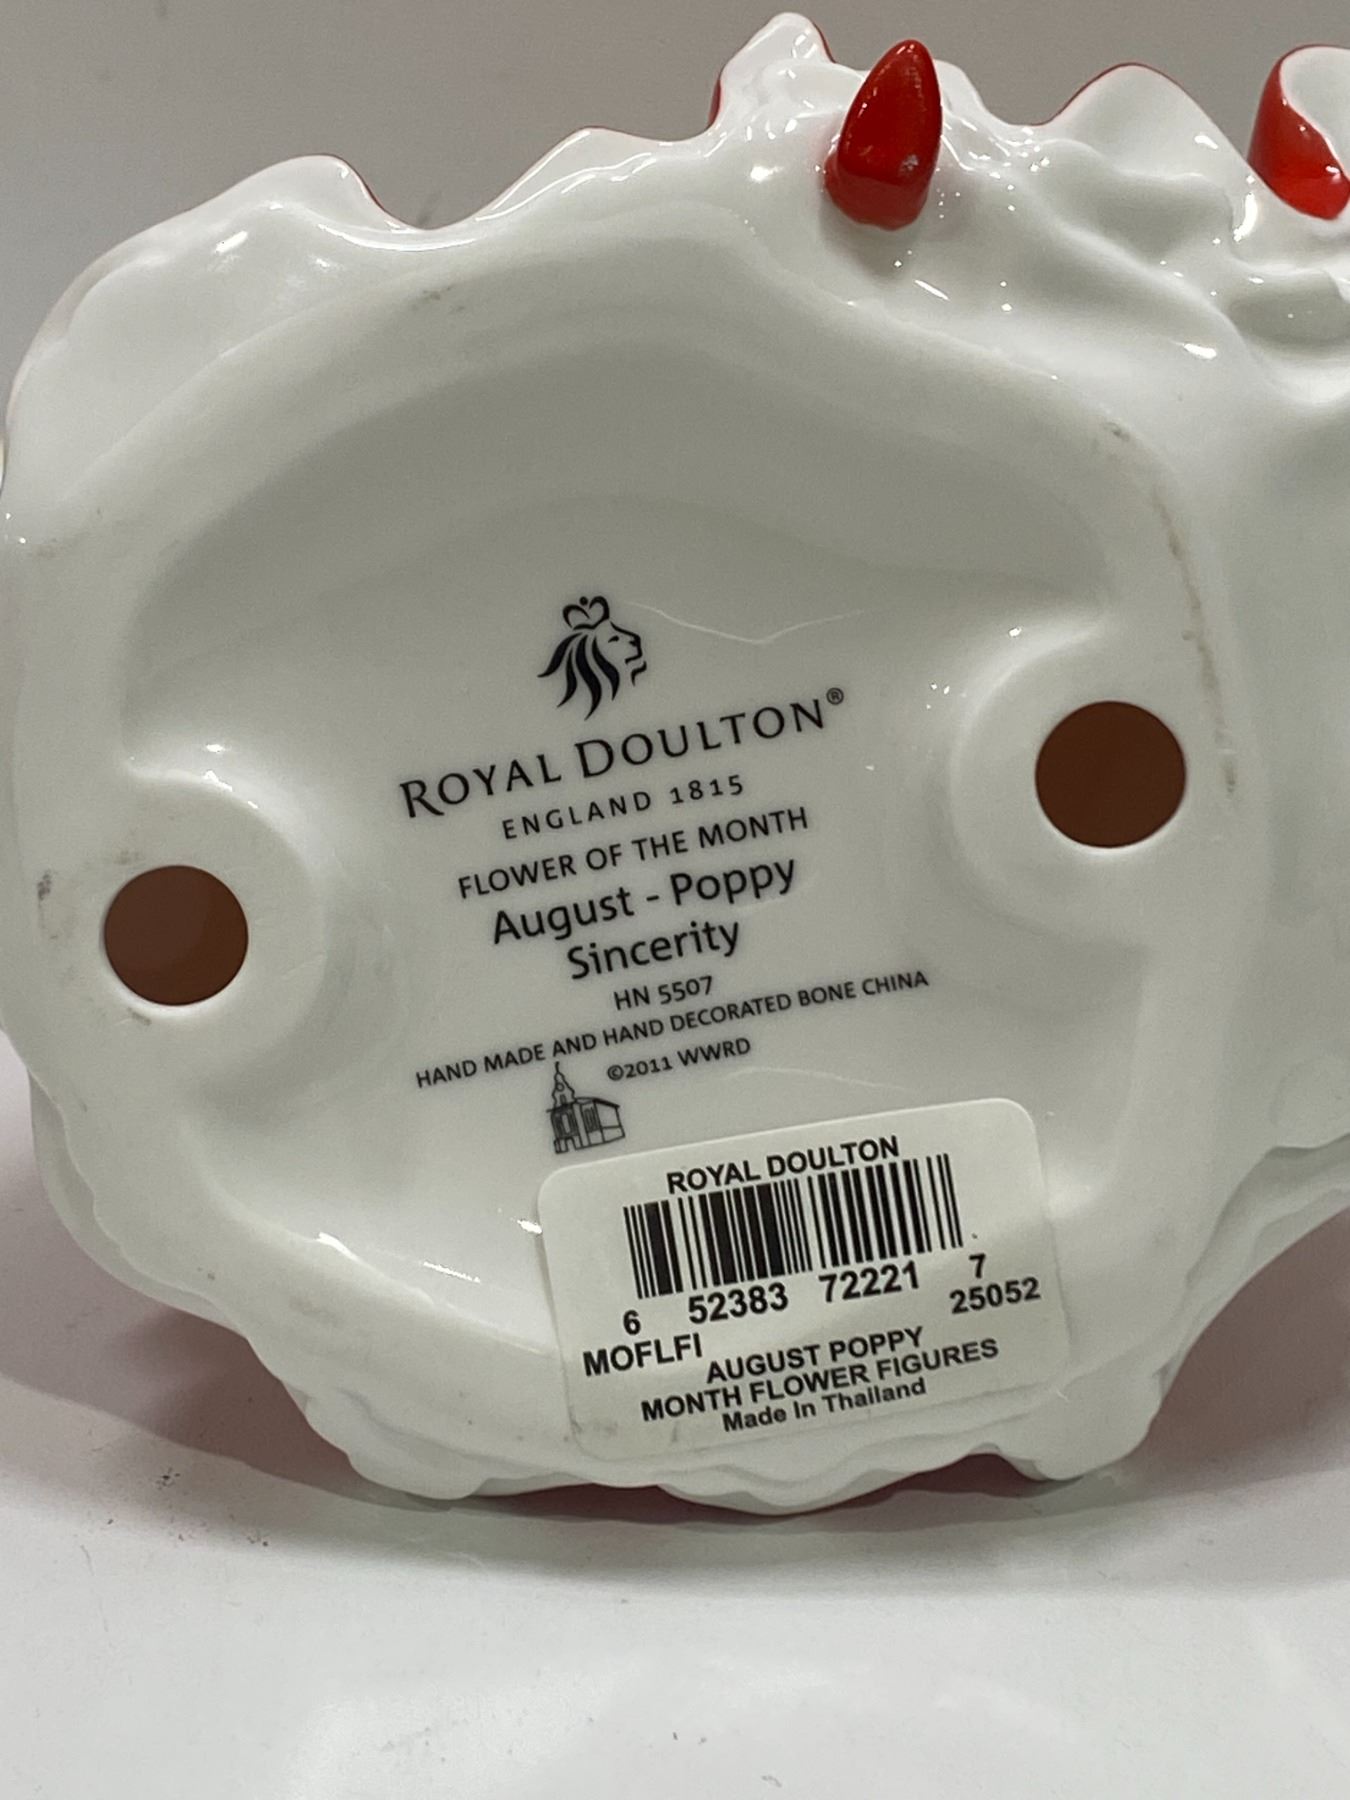 ROYAL DOULTON®
ENGLAND 1815
FLOWER OF THE MONTH
August - Poppy
Sincerity
HN 5507
HAND MADE AND HAND DECORATED BONE CHINA
©2011 WWRD
ROYAL DOULTON
6 52383 72221 7
MOFLFI 25052
AUGUST POPPY
MONTH FLOWER FIGURES
Made In Thailand